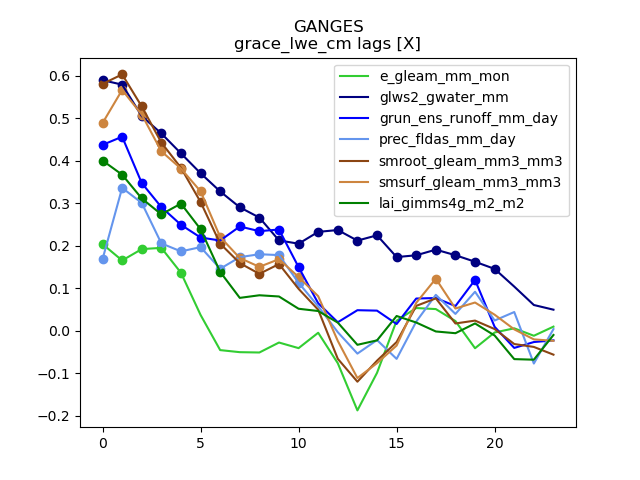 GANGES
grace_lwe_cm lags [X]
e_gleam_mm_mon
glws2_gwater_mm
grun_ens_runoff_mm_day
prec_fldas_mm_day
smroot_gleam_mm3_mm3
smsurf_gleam_mm3_mm3
lai_gimms4g_m2_m2
0.6
0.5
0.4
0.3
0.2
0.1
0.0
−0.1
−0.2
0 5 10 15 20